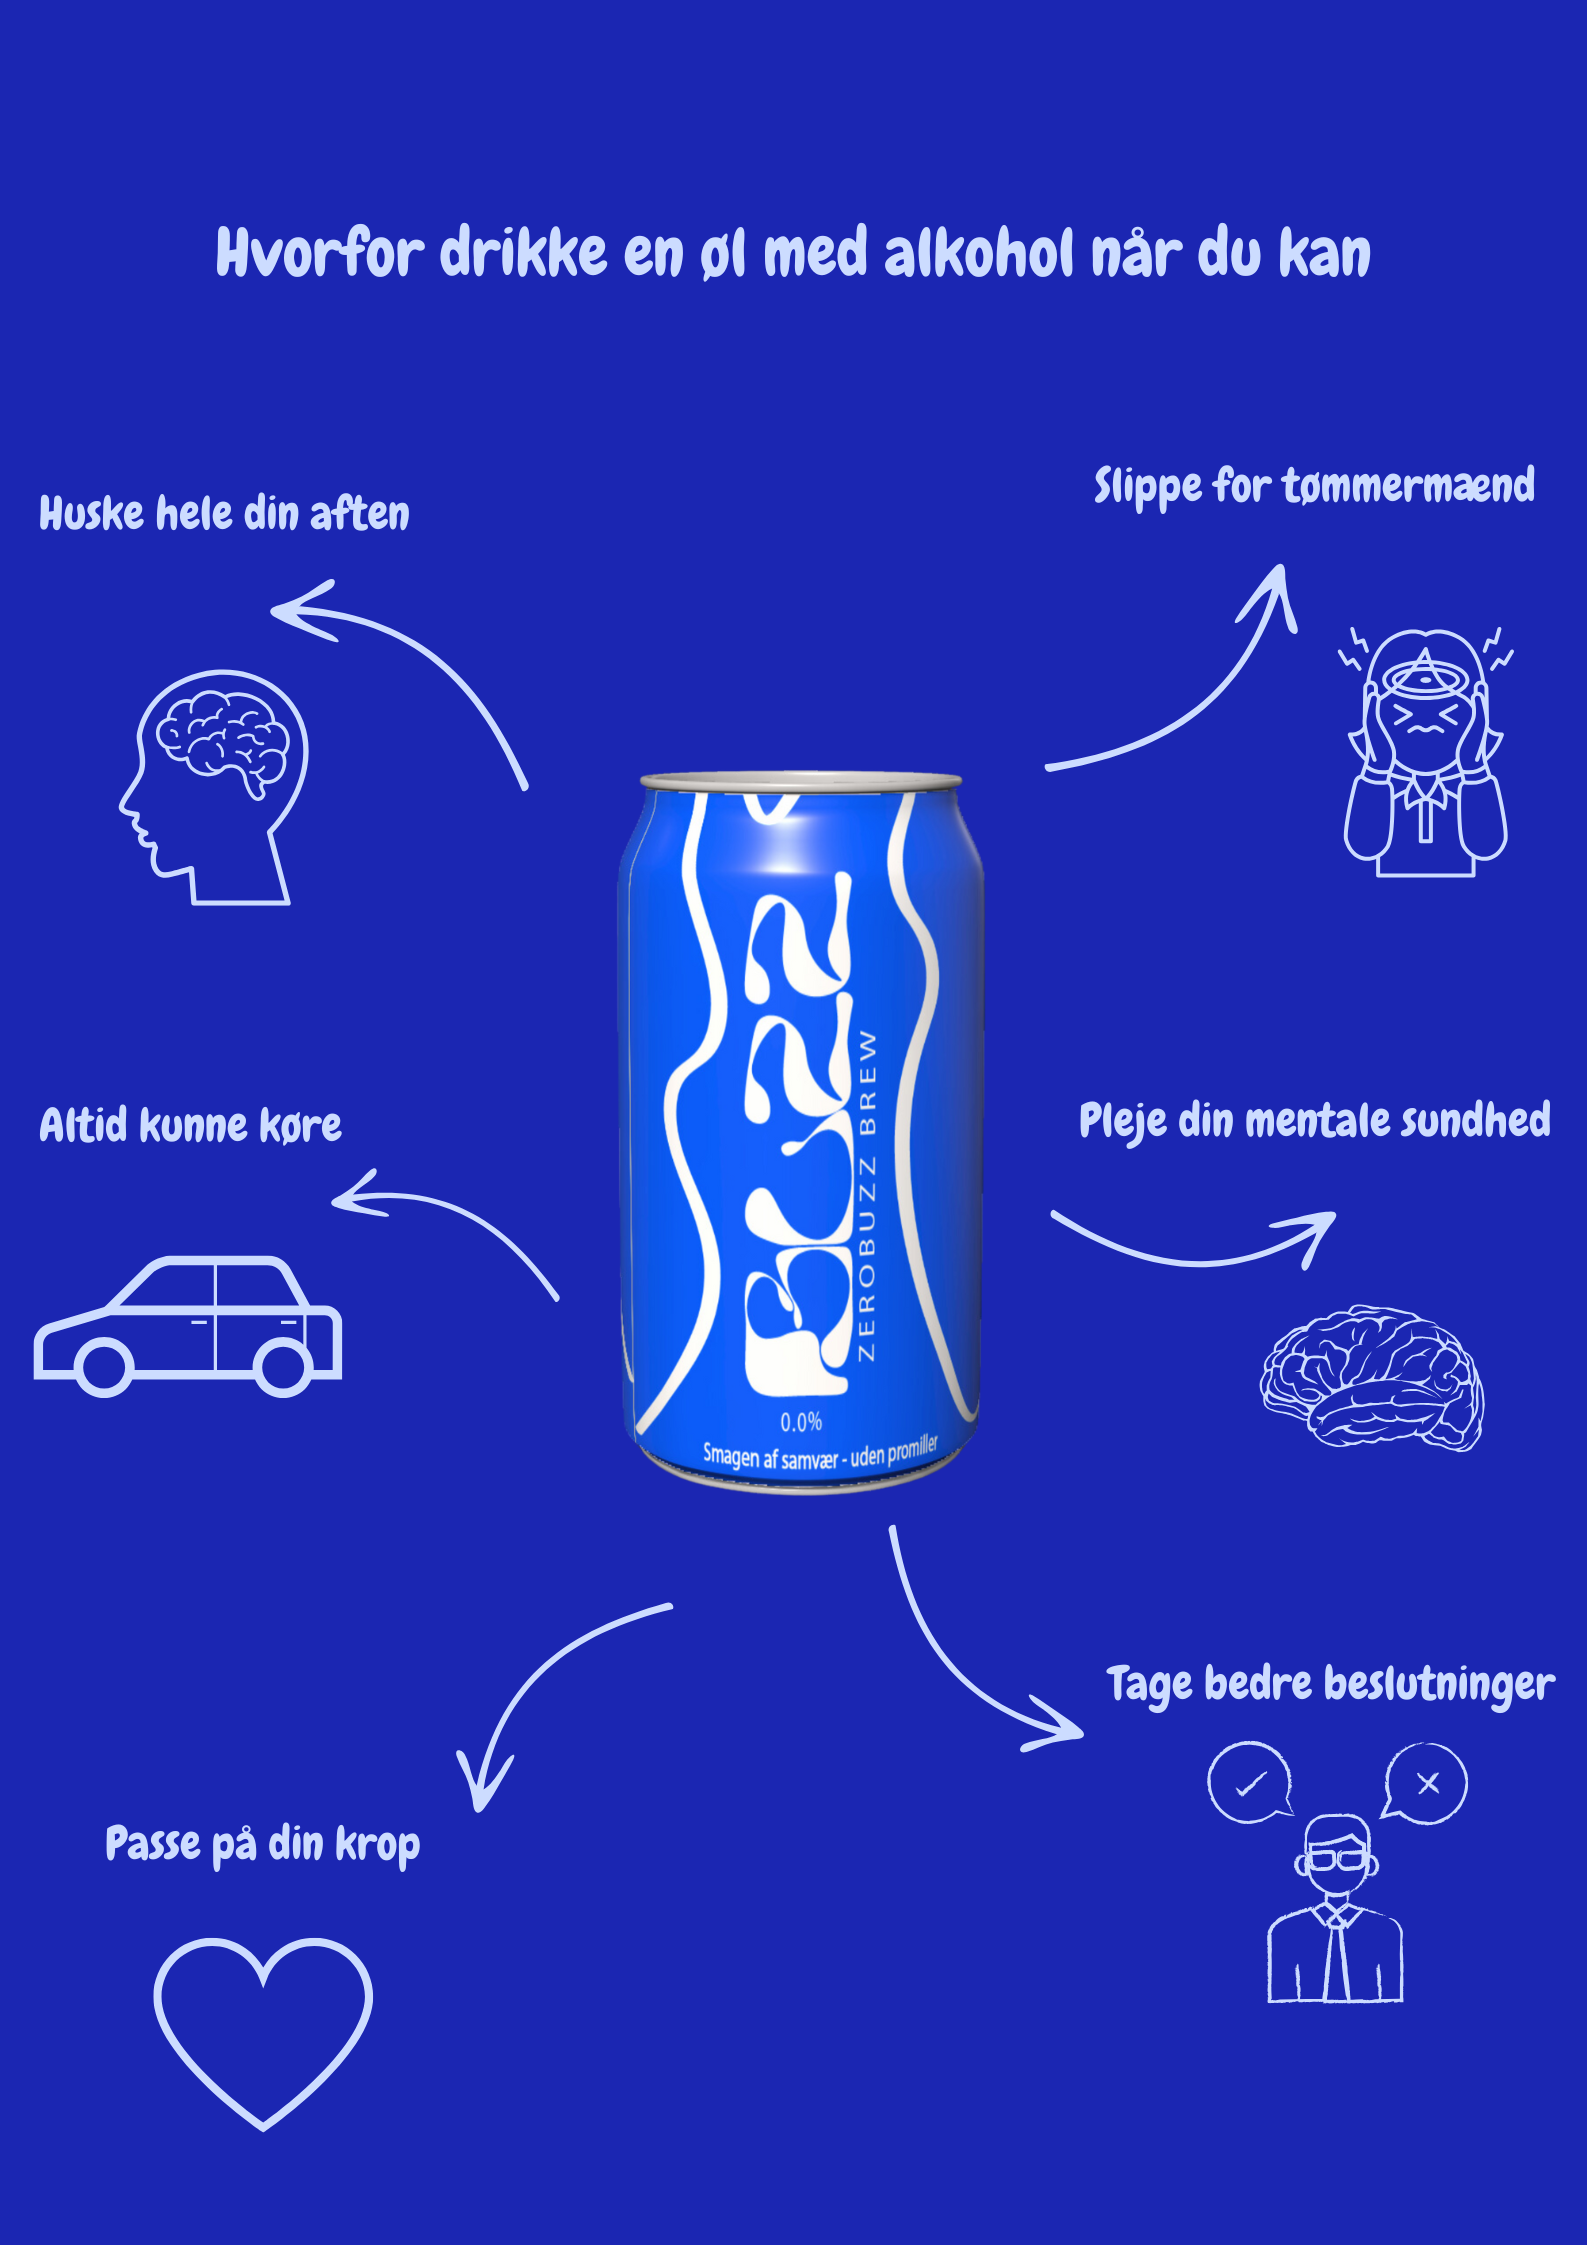 Hvorfor drikke en øl med alkohol når du kan
Huske hele din aften
Slippe for tømmermænd
Altid kunne køre
Pleje din mentale sundhed
BUZZ
ZEROBUZZ BREW
0.0%
Smagen af samvær - uden promiller
Tage bedre beslutninger
Passe på din krop